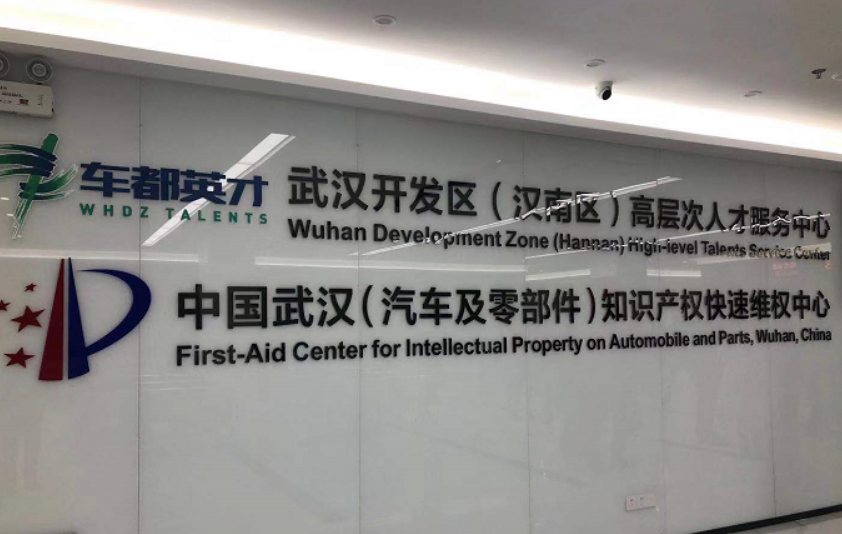 车都英才
WHDZ TALENTS
武汉开发区（汉南区）高层次人才服务中心
Wuhan Development Zone (Hannan) High-level Talents Service Center
中国武汉（汽车及零部件）知识产权快速维权中心
First-Aid Center for Intellectual Property on Automobile and Parts, Wuhan, China